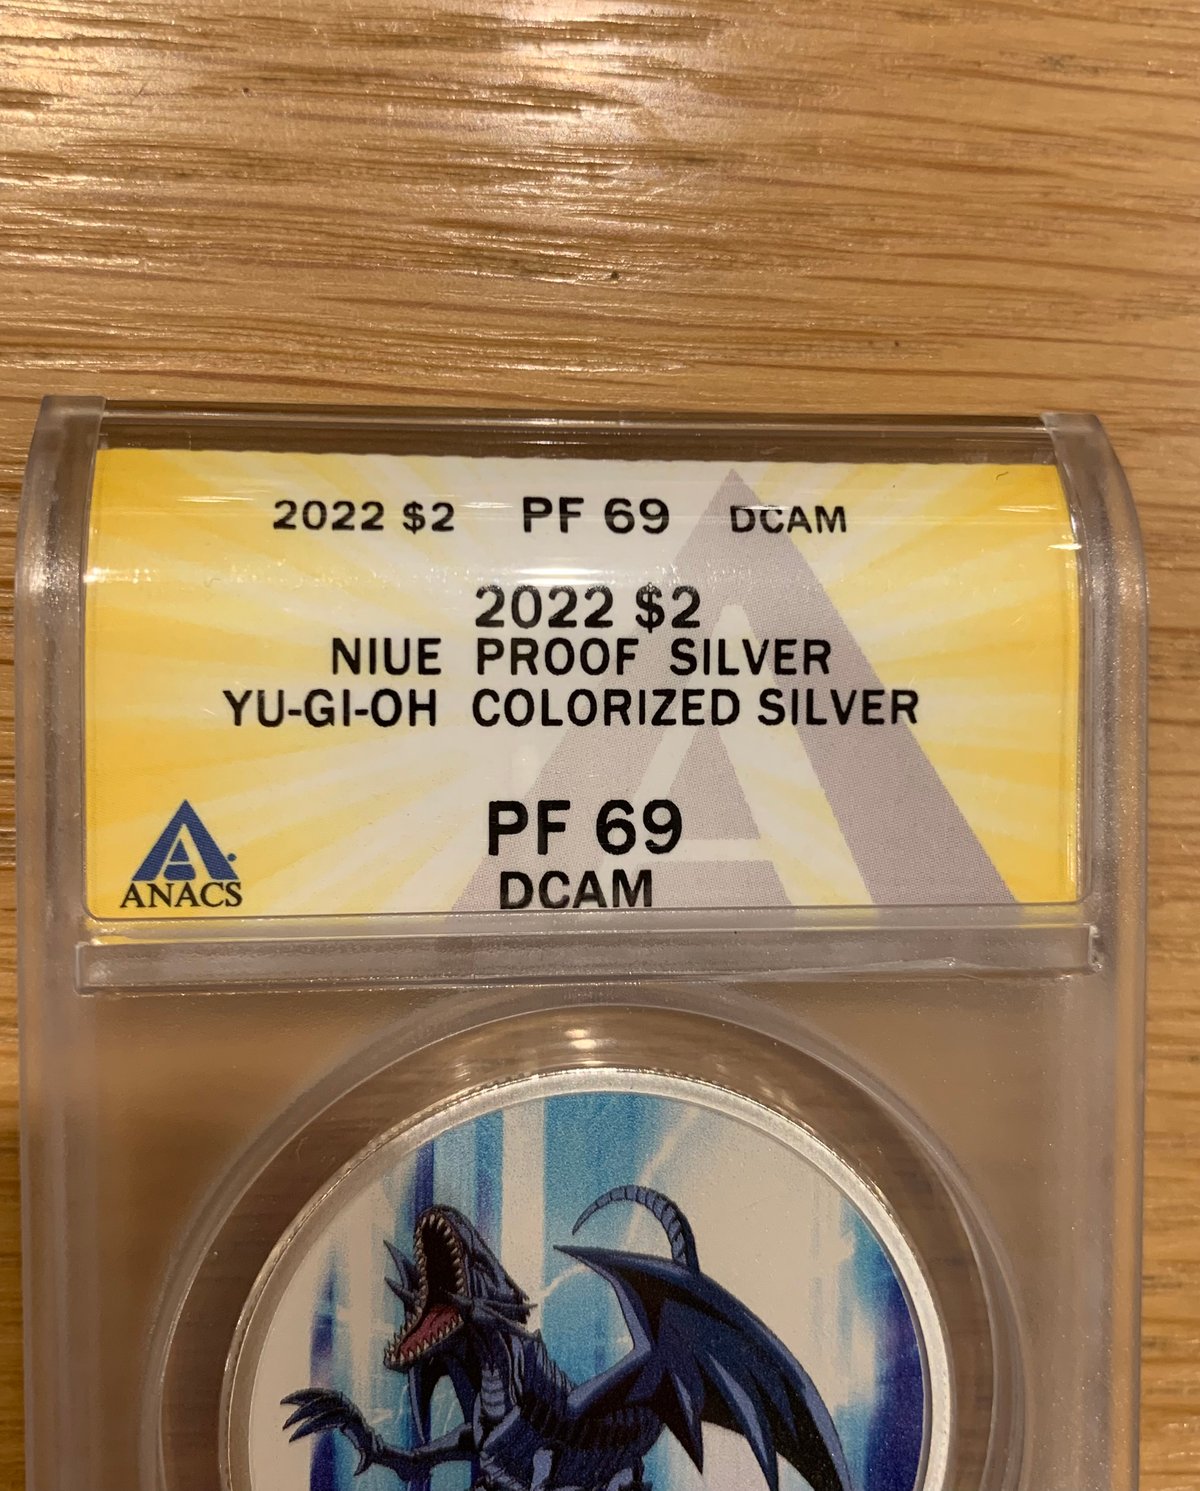 2022 $2 PF 69 DCAM
2022 $2
NIUE PROOF SILVER
YU-GI-OH COLORIZED SILVER
PF 69
DCAM
ANACS